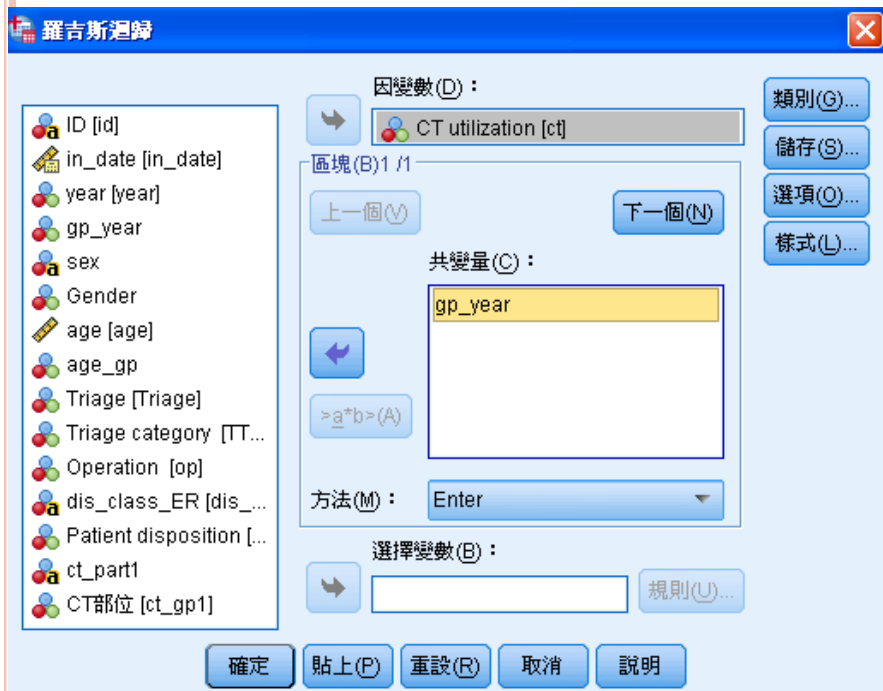 羅吉斯迴歸
ID [id]
in_date [in_date]
year [year]
gp_year
sex
Gender
age [age]
age_gp
Triage [Triage]
Triage category [TT...
Operation [op]
dis_class_ER [dis_...
Patient disposition [...
ct_part1
CT部位 [ct_gp1]
因變數(D)：
CT utilization [ct]
區塊(B)1 /1
上一個(V)
下一個(N)
共變量(C)：
gp_year
>a*b>(A)
方法(M)：
Enter
選擇變數(B)：
規則(U)...
類別(G)...
儲存(S)...
選項(O)...
樣式(L)...
確定
貼上(P)
重設(R)
取消
說明